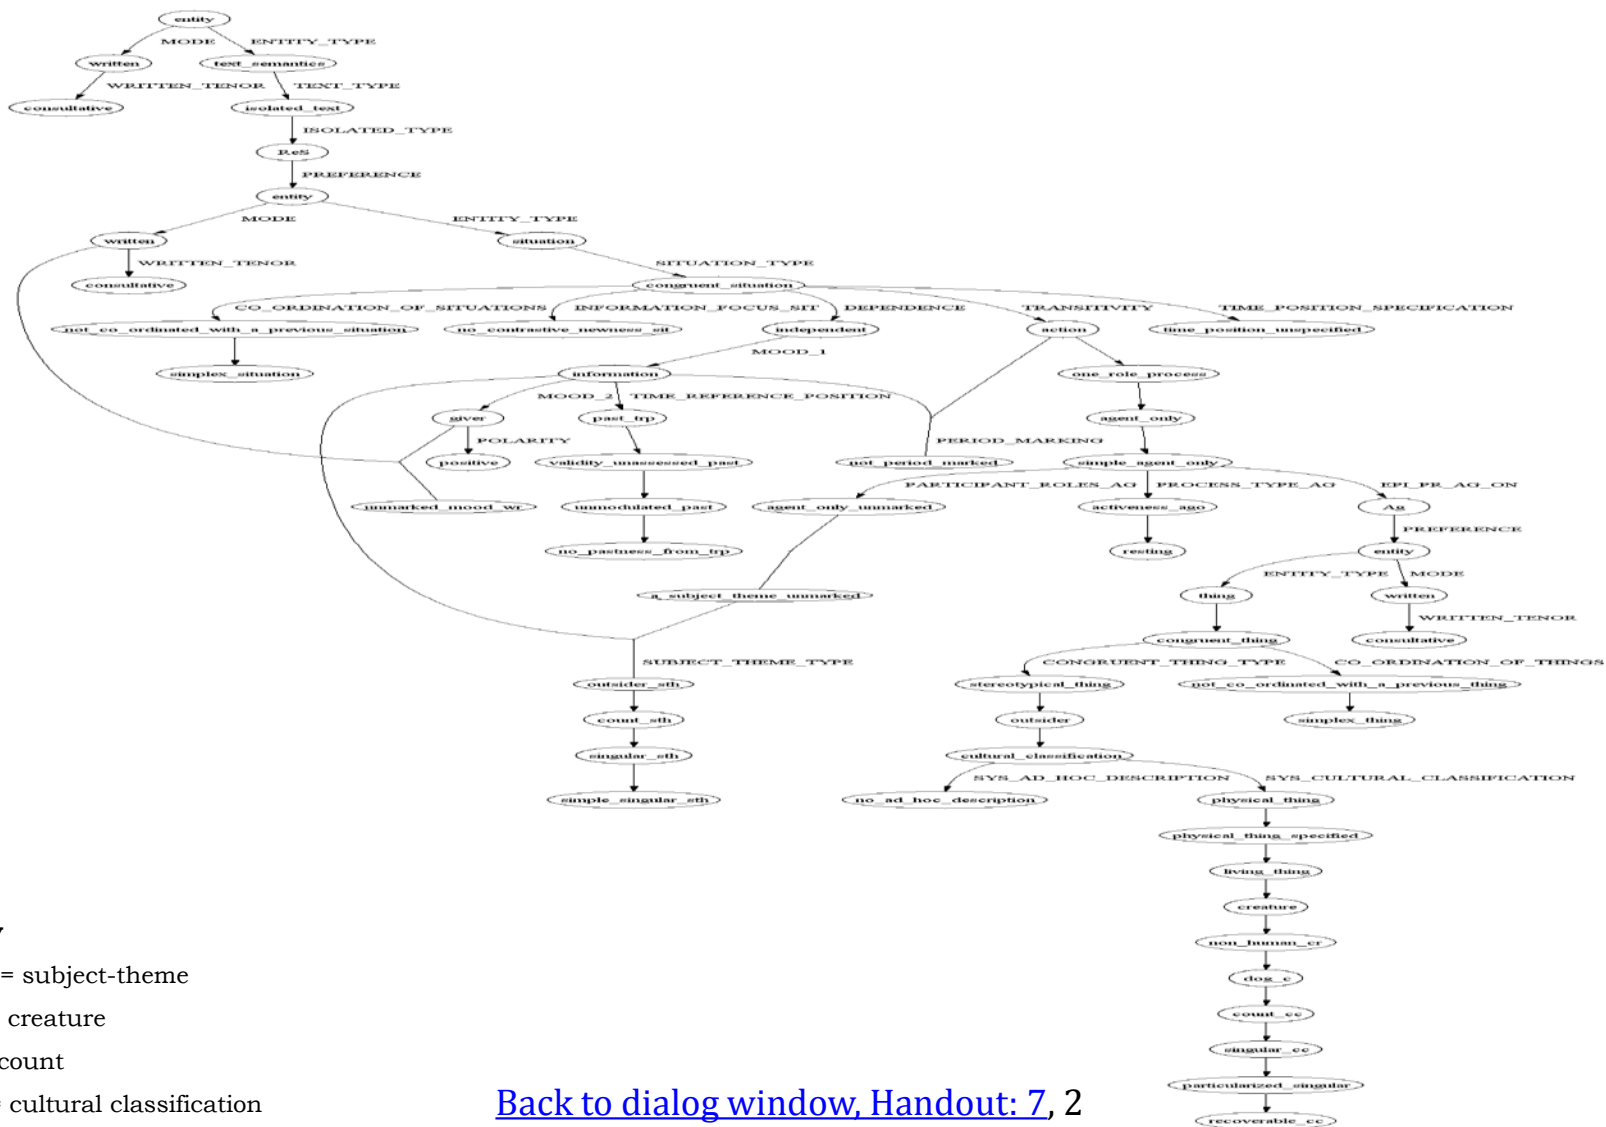 entity
MODE ENTITY_TYPE
written text_semantics
WRITTEN_TENOR TEXT_TYPE
consultative isolated_text
ISOLATED_TYPE
ReS
PREFERENCE
entity
MODE ENTITY_TYPE
written situation
WRITTEN_TENOR SITUATION_TYPE
consultative congruent_situation
CO_ORDINATION_OF_SITUATIONS INFORMATION_FOCUS_SIT DEPENDENCE TRANSITIVITY TIME_POSITION_SPECIFICATION
not_co_ordinated_with_a_previous_situation no_contrastive_newness_sit independent action time_position_unspecified
MOOD_1
simplex_situation information one_role_process
MOOD_2 TIME_REFERENCE_POSITION
giver past_trp agent_only
POLARITY PERIOD_MARKING
positive validity_unassessed_past not_period_marked simple_agent_only
PARTICIPANT_ROLES_AG PROCESS_TYPE_AG EPI_PR_AG_ON
unmarked_mood_wr unmodulated_past agent_only_unmarked activeness_ago Ag
PREFERENCE
no_pastness_from_trp resting entity
ENTITY_TYPE MODE
a_subject_theme_unmarked thing written
WRITTEN_TENOR
congruent_thing consultative
SUBJECT_THEME_TYPE CONGRUENT_THING_TYPE CO_ORDINATION_OF_THINGS
outsider_sth stereotypical_thing not_co_ordinated_with_a_previous_thing
count_sth outsider simplex_thing
singular_sth cultural_classification
SYS_AD_HOC_DESCRIPTION SYS_CULTURAL_CLASSIFICATION
simple_singular_sth no_ad_hoc_description physical_thing
physical_thing_specified
living_thing
creature
non_human_cr
= subject-theme
dog_c
creature
count_cc
count
singular_cc
particularized_singular
= cultural classification
Back to dialog window, Handout: 7, 2
recoverable_cc